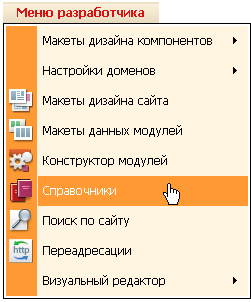 Меню разработчика
Макеты дизайна компонентов
Настройки доменов
Макеты дизайна сайта
Макеты данных модулей
Конструктор модулей
Справочники
Поиск по сайту
http
Переадресации
Визуальный редактор